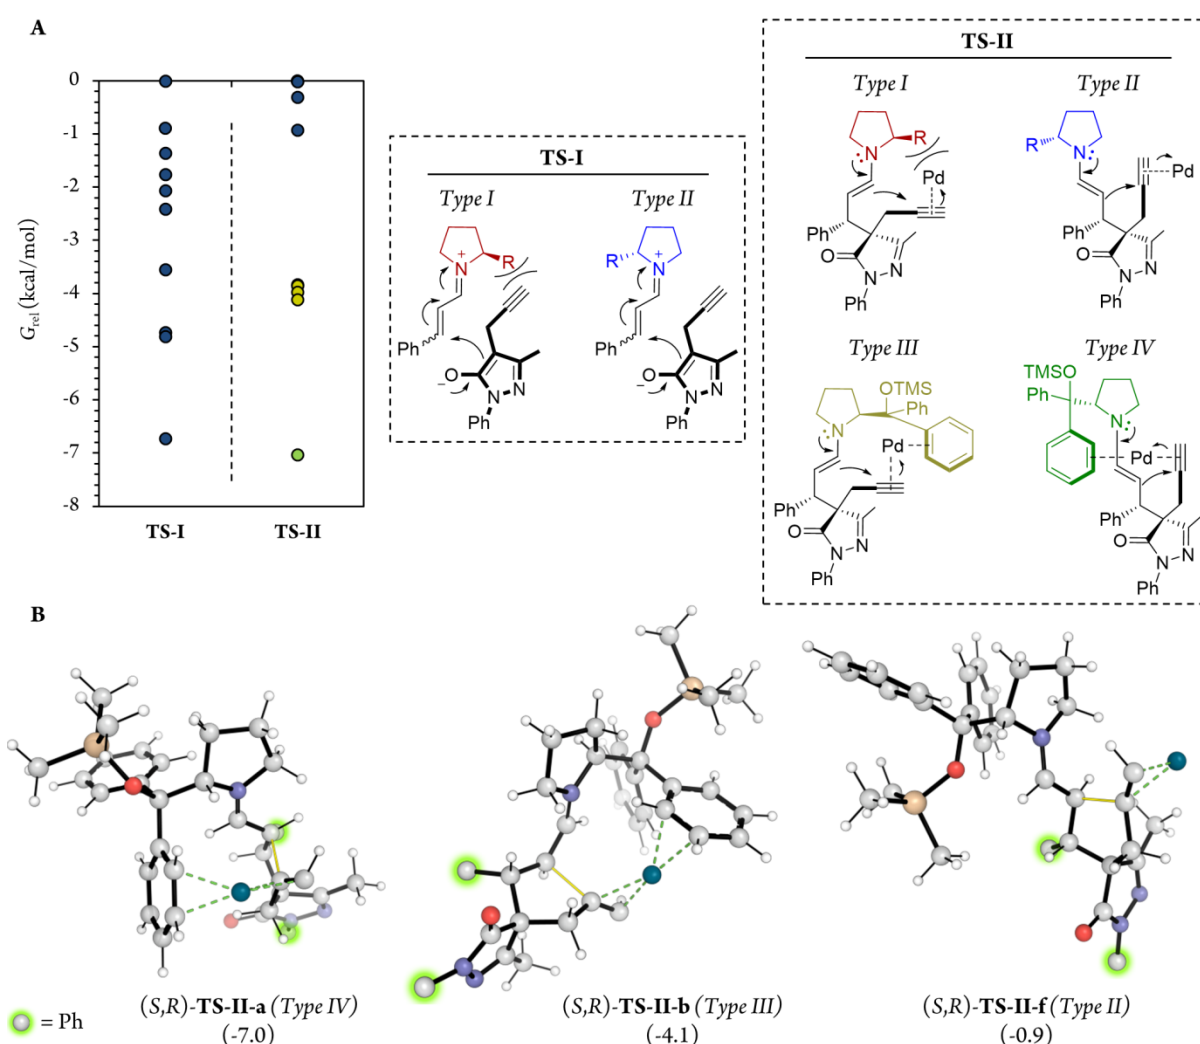 A
G_rel (kcal/mol)
0
-1
-2
-3
-4
-5
-6
-7
-8
TS-I TS-II
TS-I
Type I Type II
R R
N+ N+
Ph Ph
O− O−
N N N N
Ph Ph
TS-II
Type I Type II
R R
N: N:
Pd Pd
Ph Ph
O O
N N N N
Ph Ph
Type III Type IV
OTMS TMSO
Ph Ph
N: N:
Pd Pd
Ph Ph
O O
N N N N
Ph Ph
B
= Ph
(S,R)-TS-II-a (Type IV)
(-7.0)
(S,R)-TS-II-b (Type III)
(-4.1)
(S,R)-TS-II-f (Type II)
(-0.9)